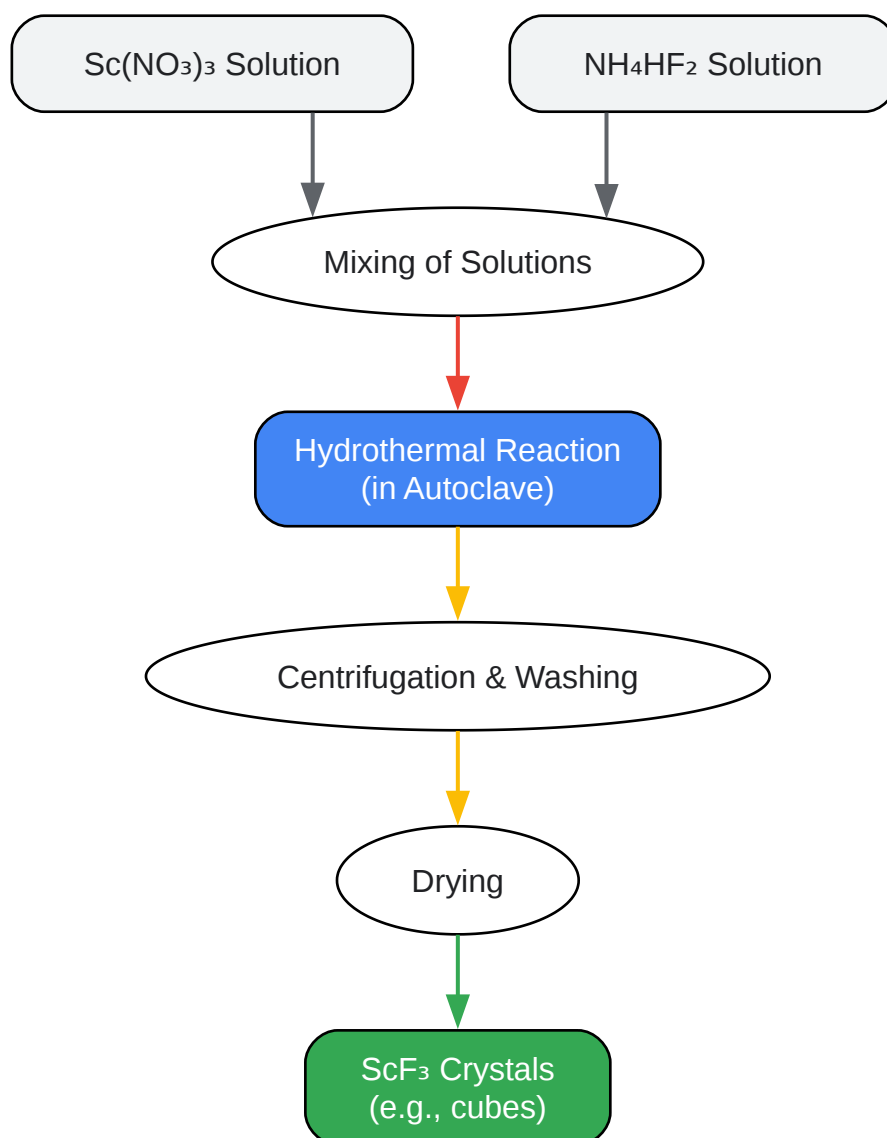 Sc(NO₃)₃ Solution
NH₄HF₂ Solution
Mixing of Solutions
Hydrothermal Reaction
(in Autoclave)
Centrifugation & Washing
Drying
ScF₃ Crystals
(e.g., cubes)